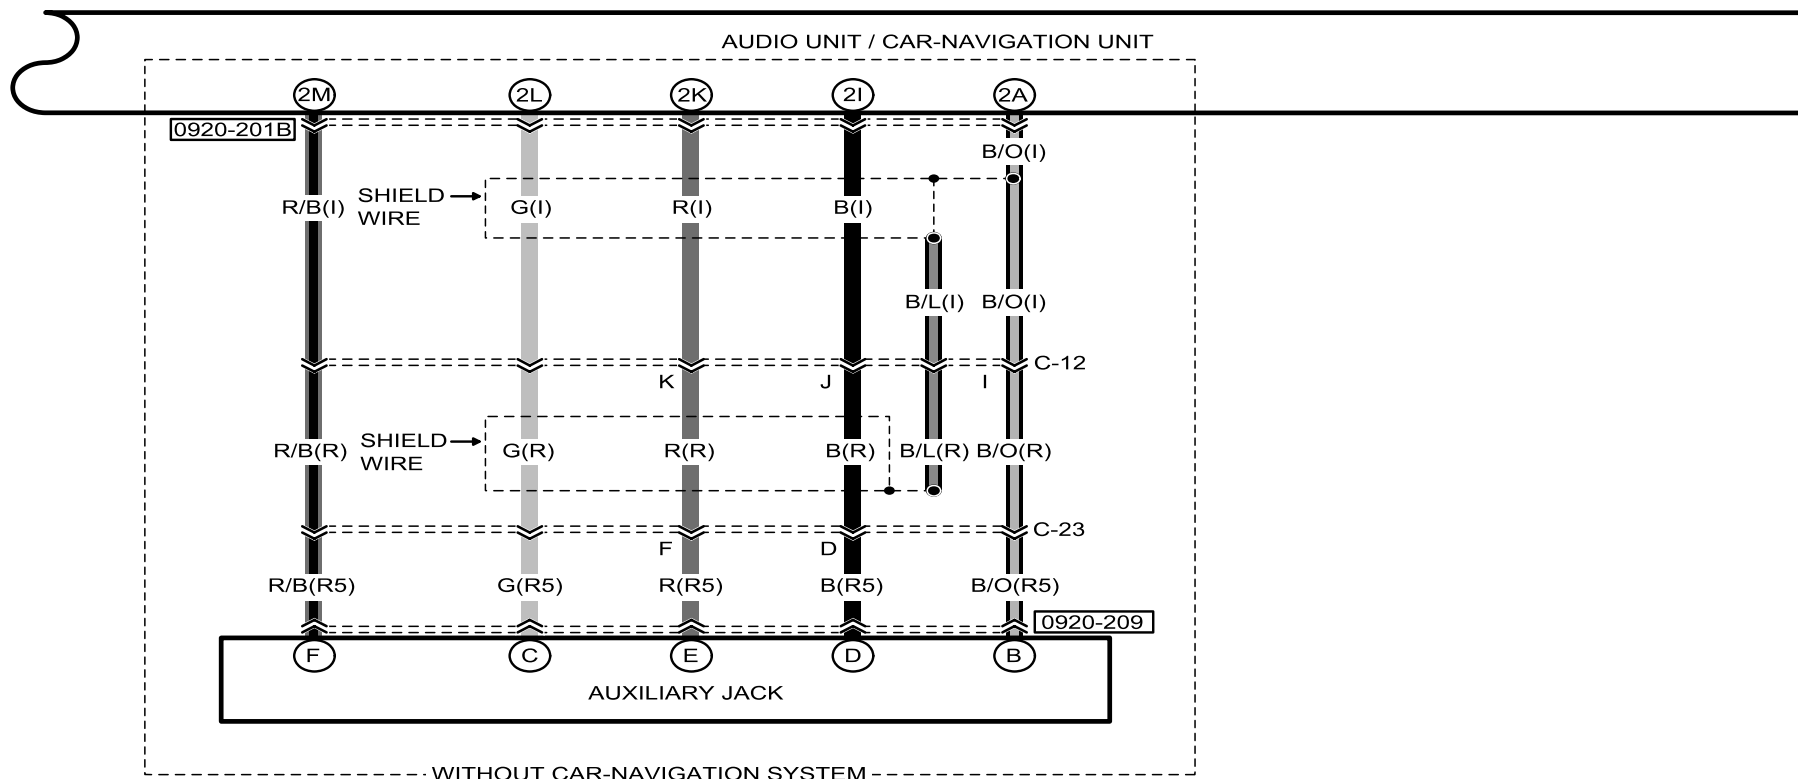 AUDIO UNIT / CAR-NAVIGATION UNIT
2M 2L 2K 2I 2A
0920-201B
B/O(I)
SHIELD
WIRE
R/B(I) G(I) R(I) B(I)
B/L(I) B/O(I)
C-12
K J I
SHIELD
WIRE
R/B(R) G(R) R(R) B(R) B/L(R) B/O(R)
C-23
F D
R/B(R5) G(R5) R(R5) B(R5) B/O(R5)
0920-209
F C E D B
AUXILIARY JACK
WITHOUT CAR-NAVIGATION SYSTEM